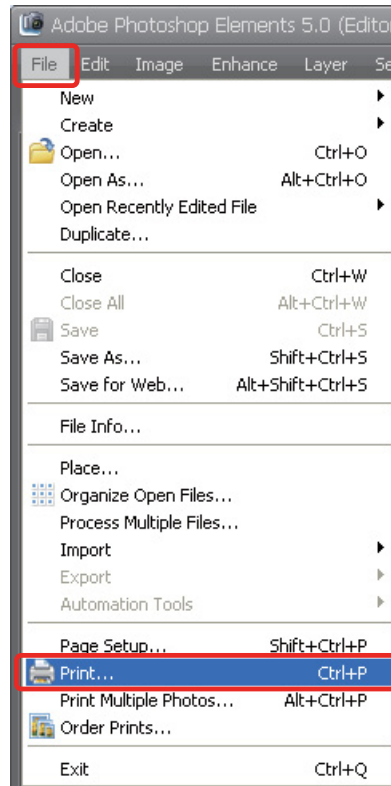 Adobe Photoshop Elements 5.0 (Editor
File Edit Image Enhance Layer Se
New
Create
Open... Ctrl+O
Open As... Alt+Ctrl+O
Open Recently Edited File
Duplicate...
Close Ctrl+W
Close All Alt+Ctrl+W
Save Ctrl+S
Save As... Shift+Ctrl+S
Save for Web... Alt+Shift+Ctrl+S
File Info...
Place...
Organize Open Files...
Process Multiple Files...
Import
Export
Automation Tools
Page Setup... Shift+Ctrl+P
Print... Ctrl+P
Print Multiple Photos... Alt+Ctrl+P
Order Prints...
Exit Ctrl+Q